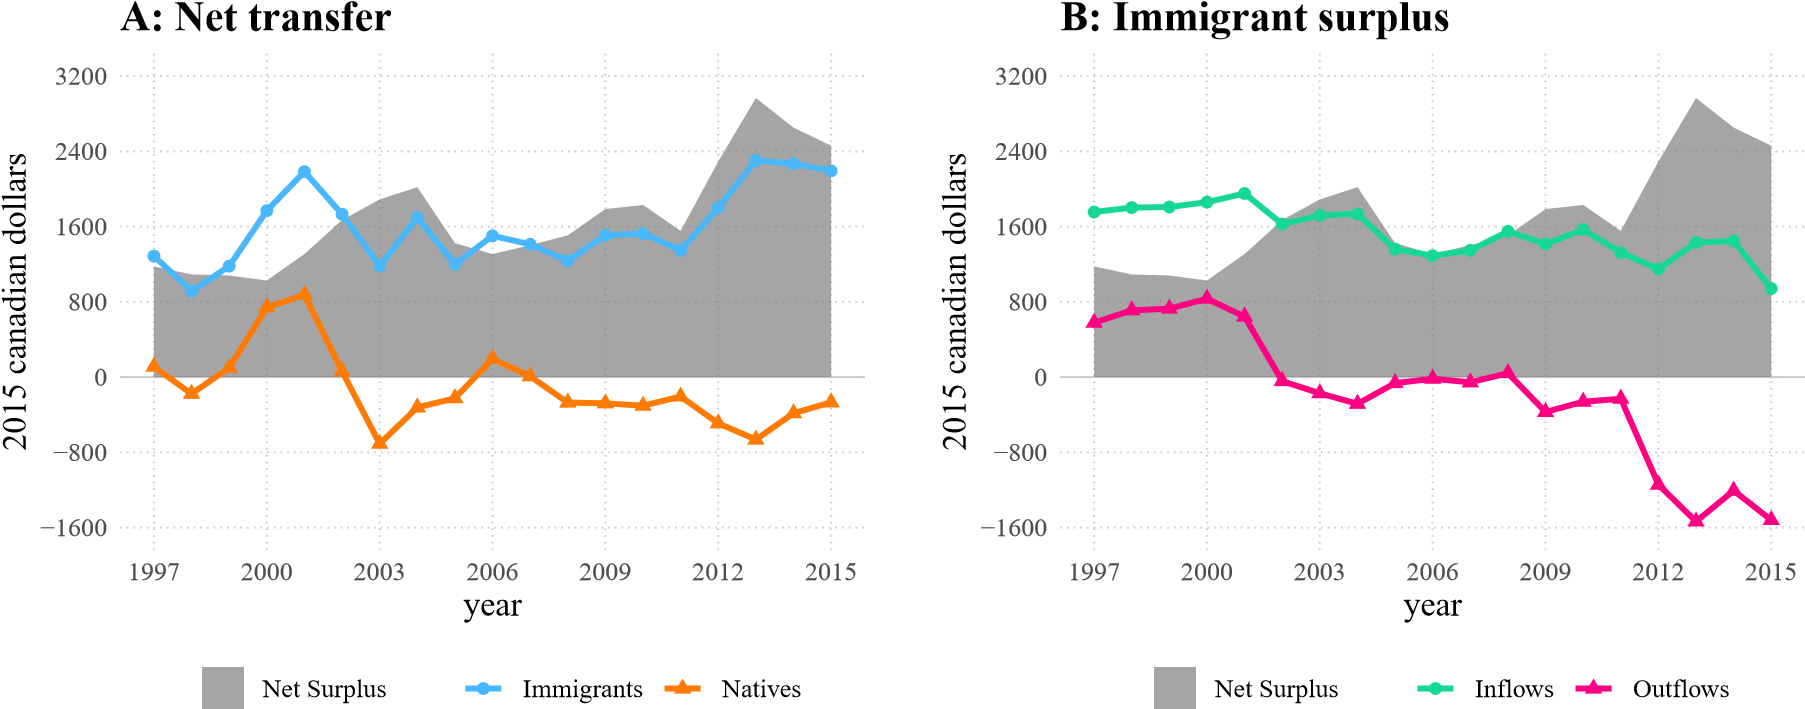 A: Net transfer
2015 canadian dollars
3200
2400
1600
800
0
−800
−1600
1997 2000 2003 2006 2009 2012 2015
year
Net Surplus Immigrants Natives
B: Immigrant surplus
2015 canadian dollars
3200
2400
1600
800
0
−800
−1600
1997 2000 2003 2006 2009 2012 2015
year
Net Surplus Inflows Outflows